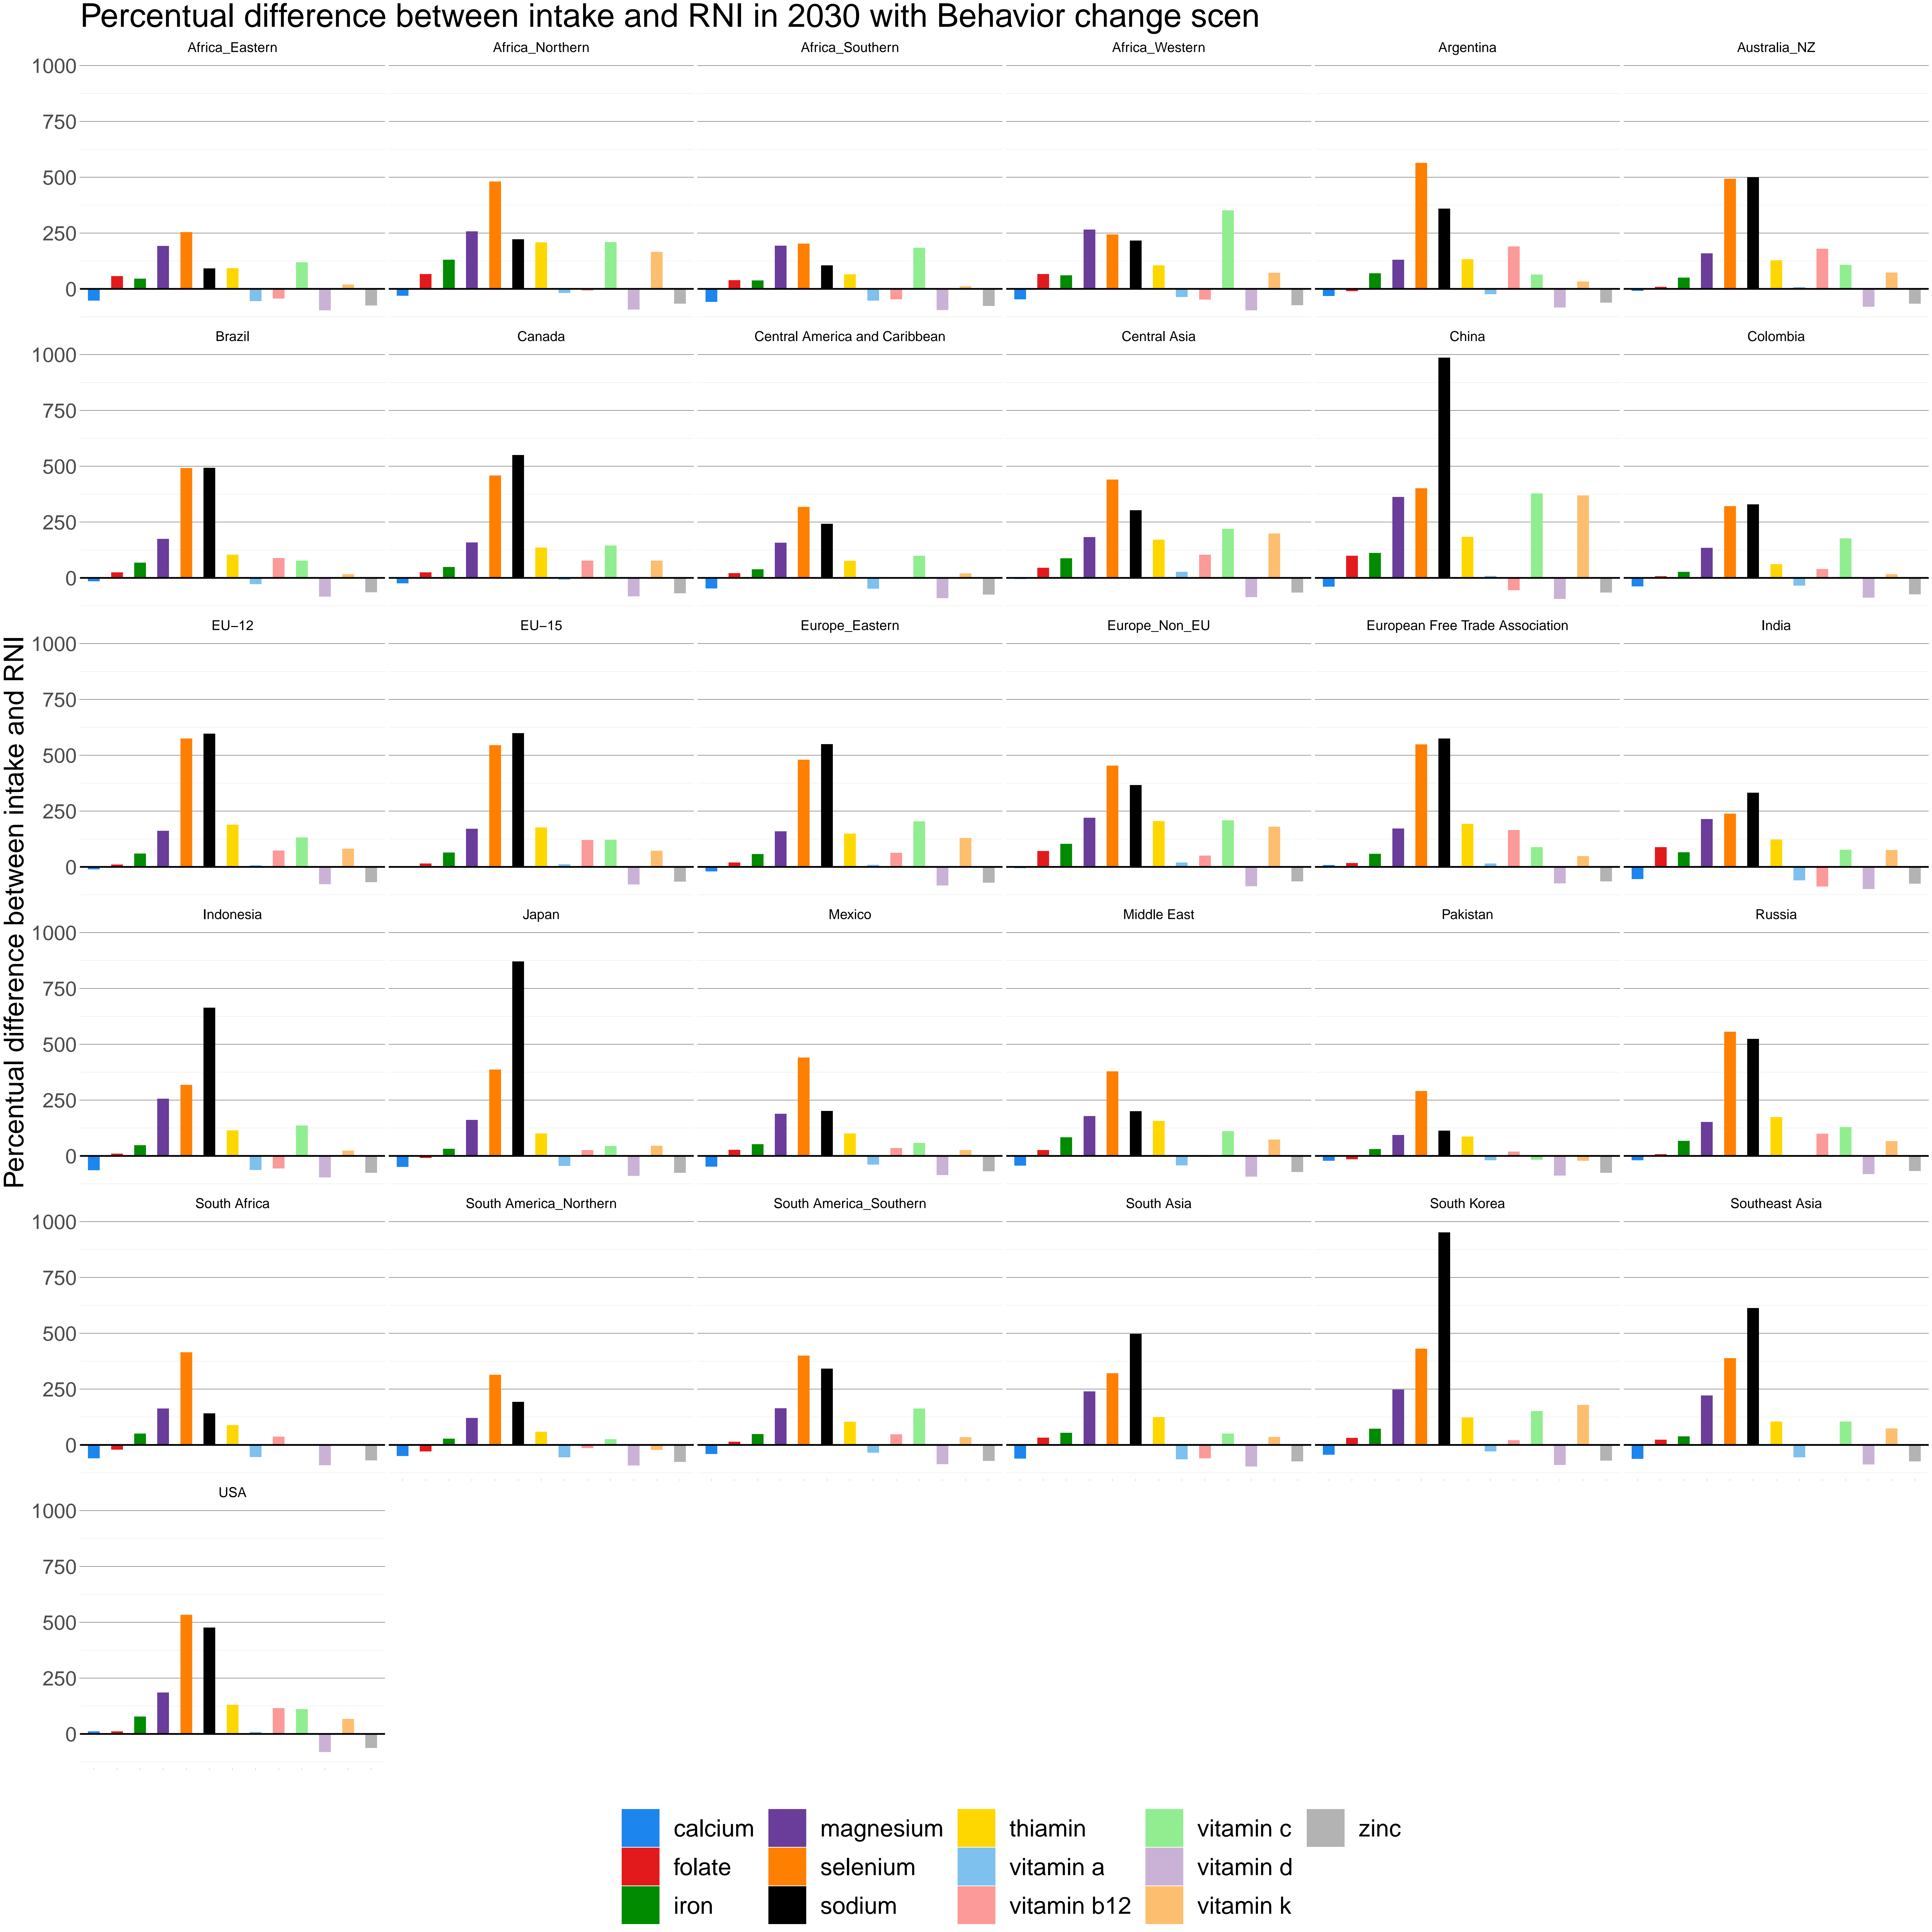 Percentual difference between intake and RNI in 2030 with Behavior change scen
Africa_Eastern Africa_Northern Africa_Southern Africa_Western Argentina Australia_NZ
1000
750
500
250
0
Brazil Canada Central America and Caribbean Central Asia China Colombia
1000
750
500
250
0
EU−12 EU−15 Europe_Eastern Europe_Non_EU European Free Trade Association India
1000
750
500
250
0
Percentual difference between intake and RNI
Indonesia Japan Mexico Middle East Pakistan Russia
1000
750
500
250
0
South Africa South America_Northern South America_Southern South Asia South Korea Southeast Asia
1000
750
500
250
0
USA
1000
750
500
250
0
calcium magnesium thiamin vitamin c zinc
folate selenium vitamin a vitamin d
iron sodium vitamin b12 vitamin k